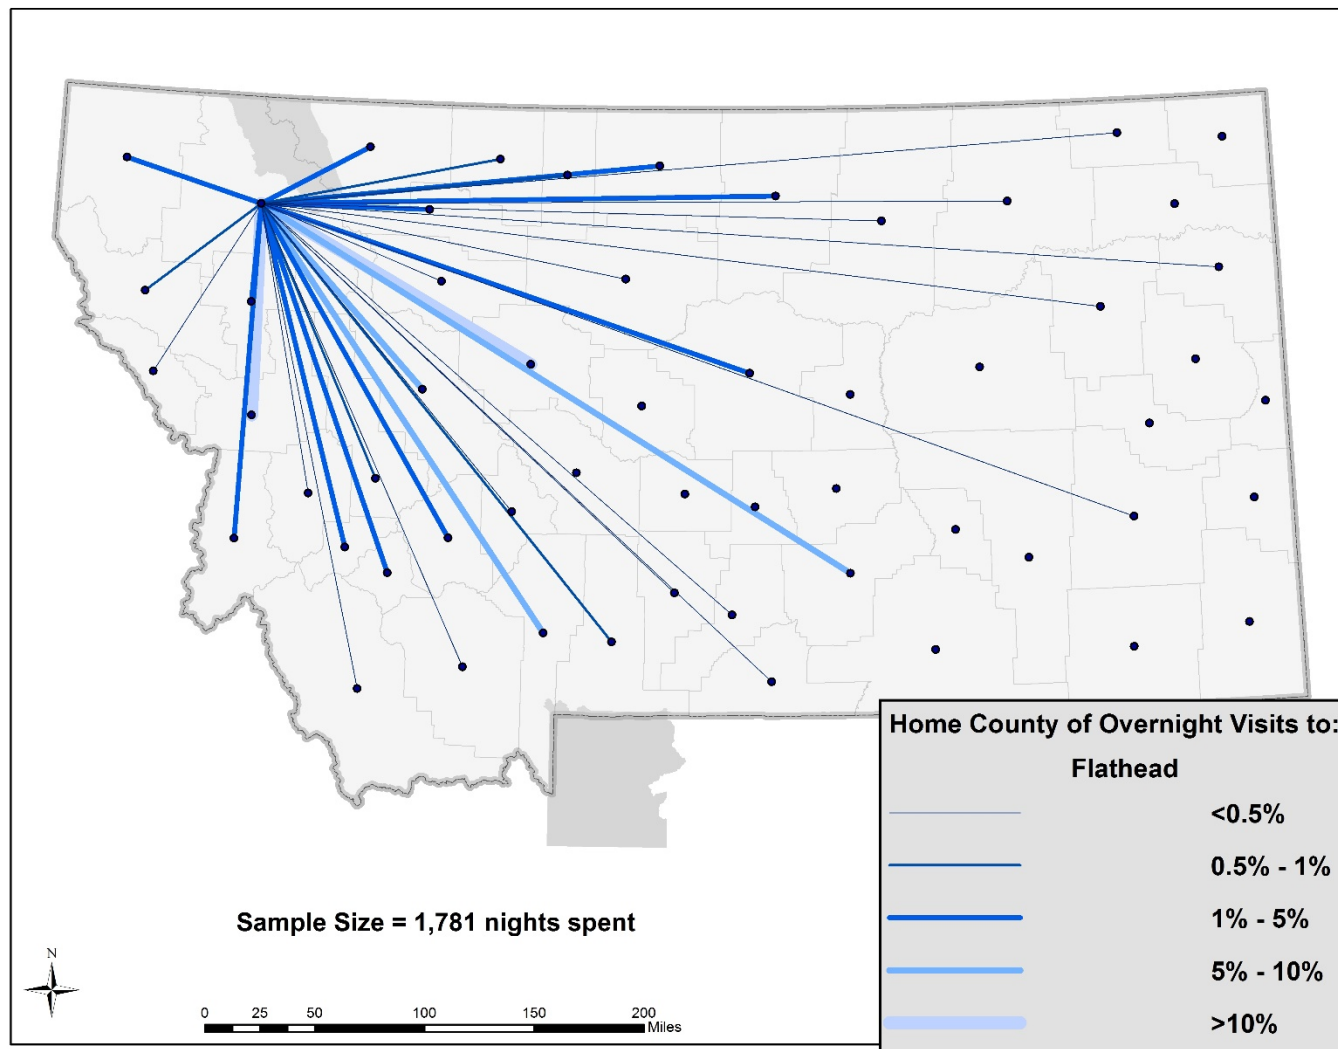 Home County of Overnight Visits to:
Flathead
<0.5%
0.5% - 1%
1% - 5%
5% - 10%
>10%
Sample Size = 1,781 nights spent
N
0 25 50 100 150 200
Miles